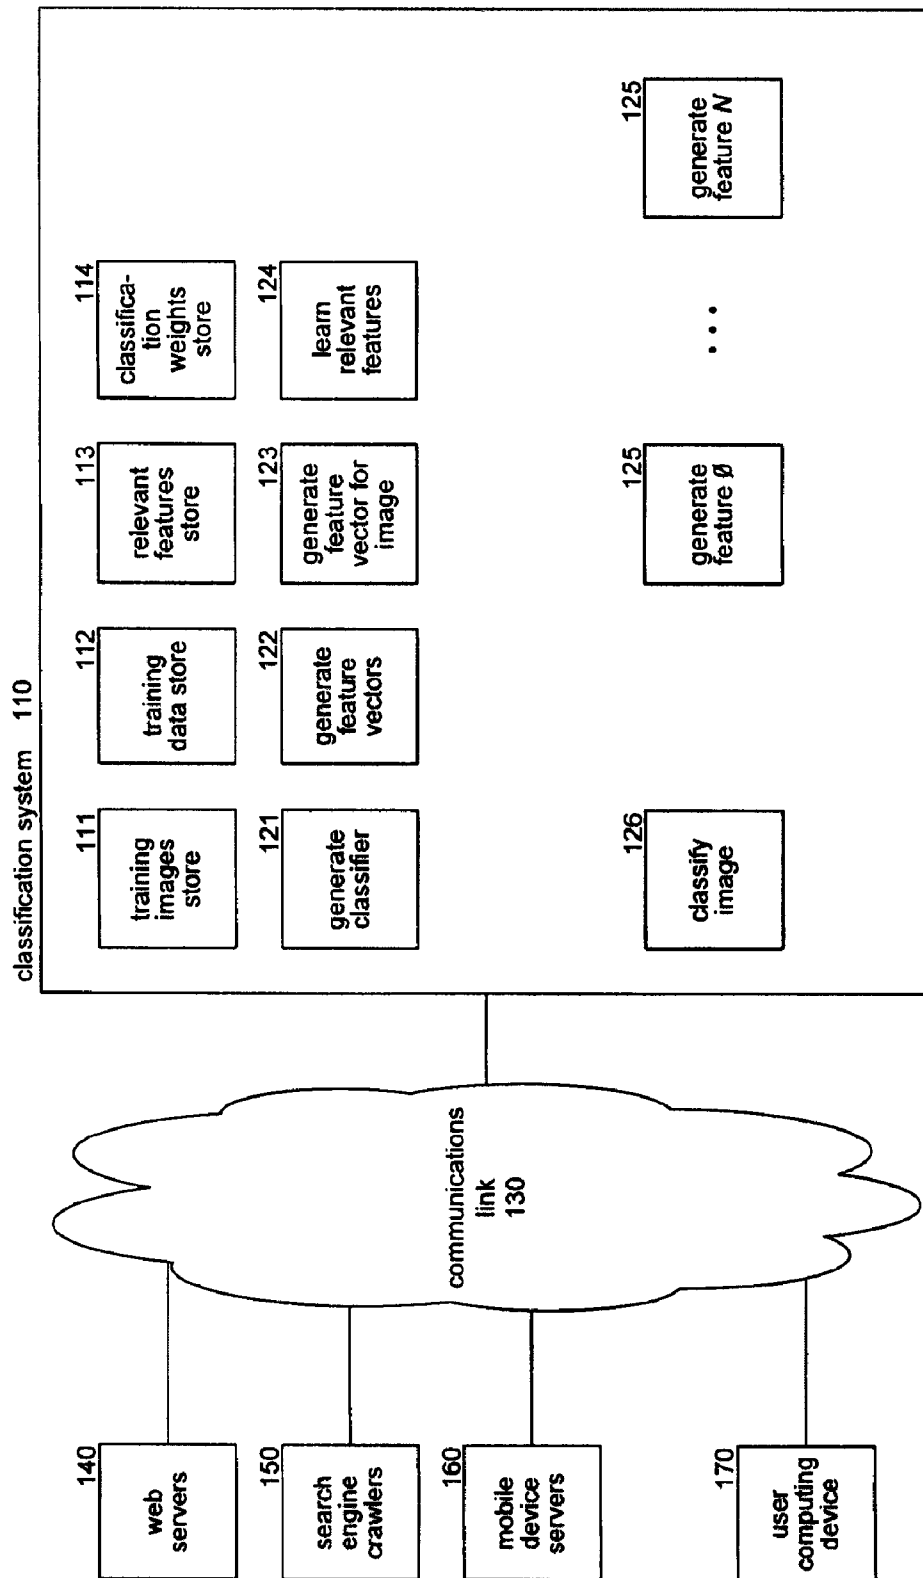 classification system 110
111
training
images
store
112
training
data store
113
relevant
features
store
114
classifica-
tion
weights
store
121
generate
classifier
122
generate
feature
vectors
123
generate
feature
vector for
image
124
learn
relevant
features
126
classify
image
125
generate
feature Ø
...
125
generate
feature N
communications
link
130
140
web
servers
150
search
engine
crawlers
160
mobile
device
servers
170
user
computing
device